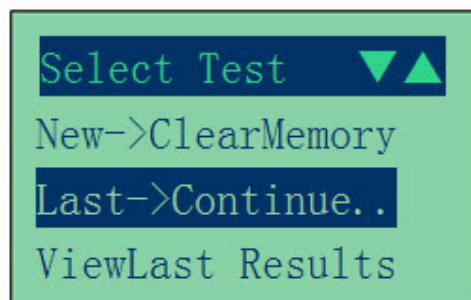 Select Test ▼▲
New->ClearMemory
Last->Continue..
ViewLast Results